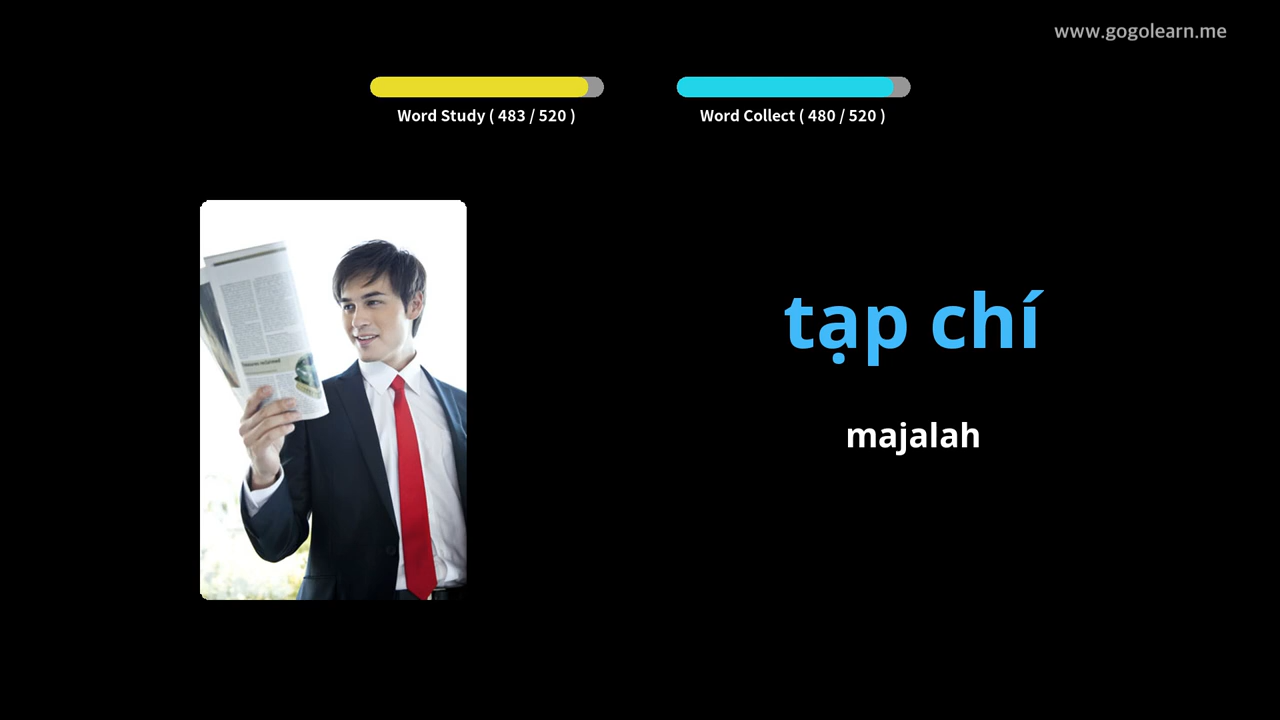 www.gogolearn.me
Word Study ( 483 / 520 )
Word Collect ( 480 / 520 )
tạp chí
majalah